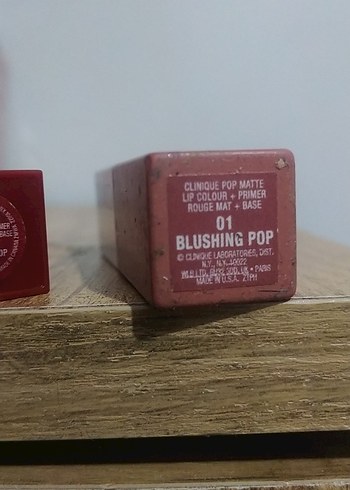 CLINIQUE POP MATTE
LIP COLOUR + PRIMER
ROUGE MAT + BASE
01
BLUSHING POP
© CLINIQUE LABORATORIES, DIST.
N.Y., N.Y. 10022
MADE IN U.S.A.